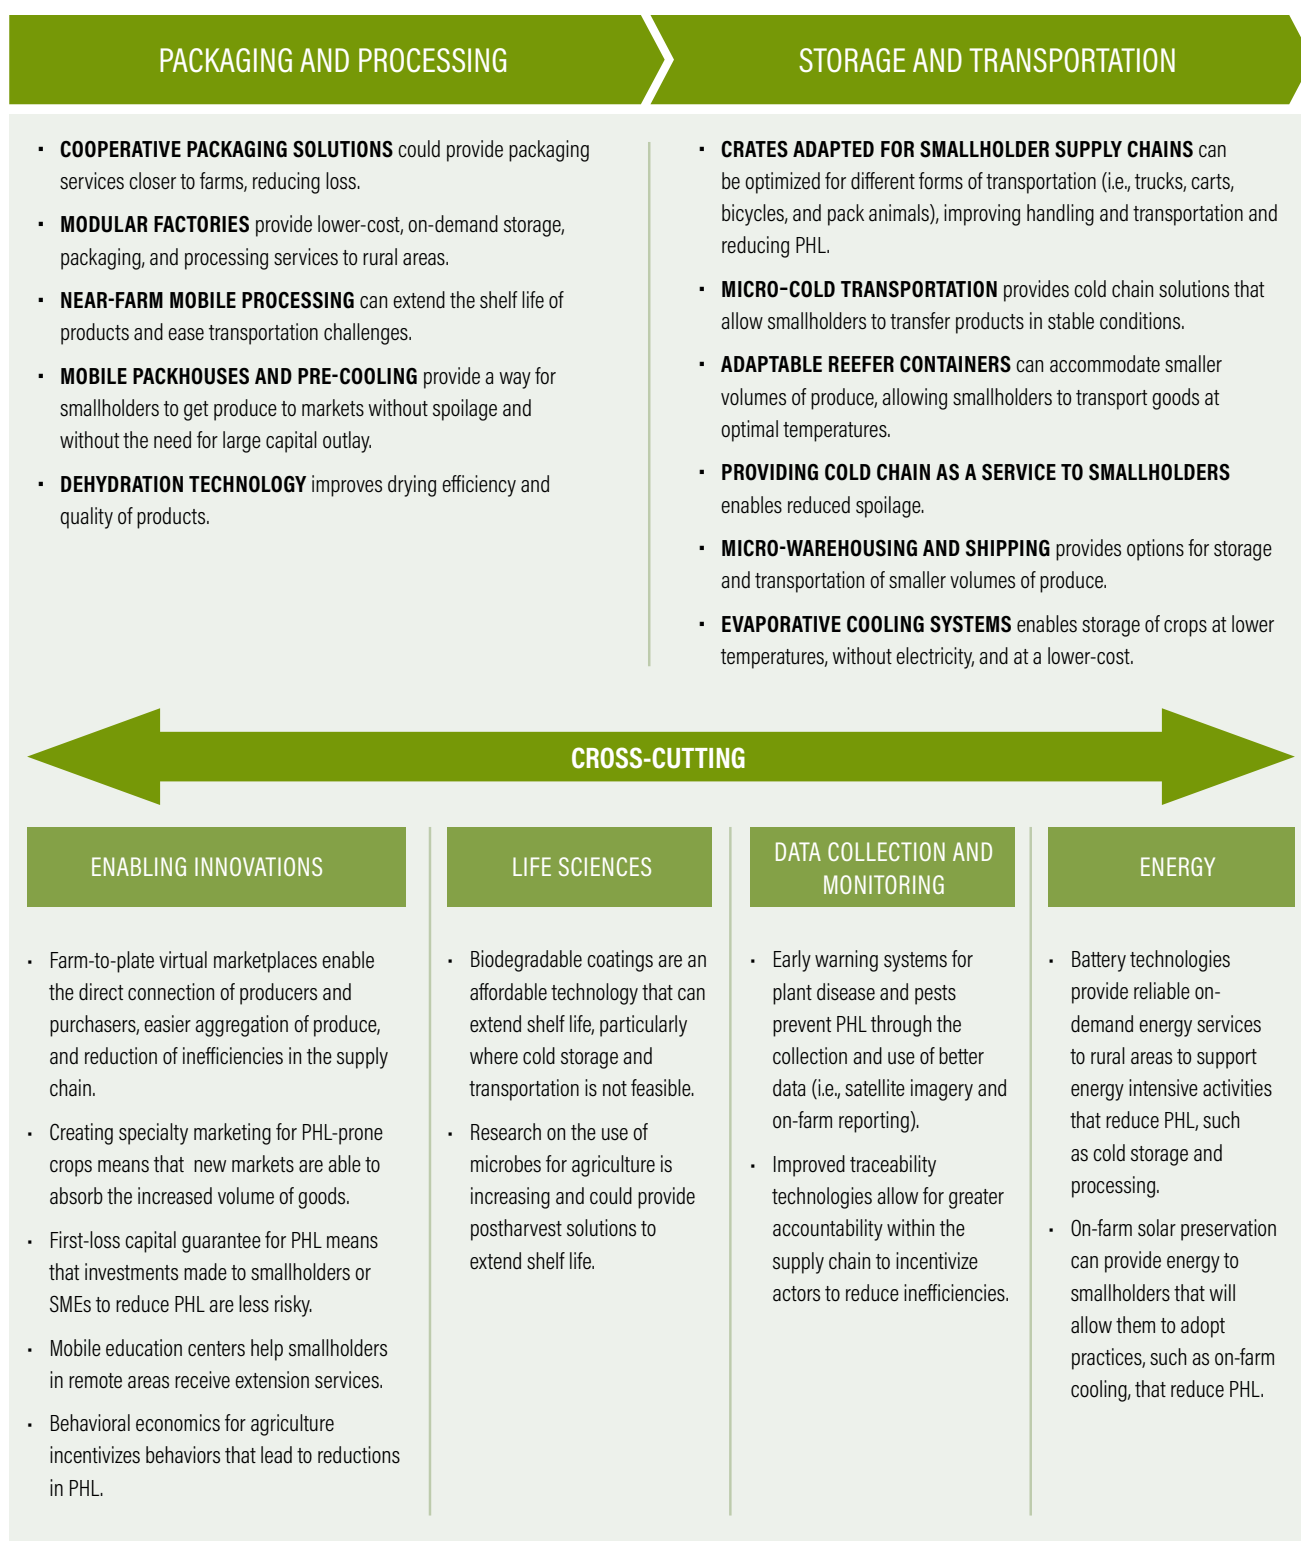 PACKAGING AND PROCESSING
▪ COOPERATIVE PACKAGING SOLUTIONS could provide packaging
services closer to farms, reducing loss.
▪ MODULAR FACTORIES provide lower-cost, on-demand storage,
packaging, and processing services to rural areas.
▪ NEAR-FARM MOBILE PROCESSING can extend the shelf life of
products and ease transportation challenges.
▪ MOBILE PACKHOUSES AND PRE-COOLING provide a way for
smallholders to get produce to markets without spoilage and
without the need for large capital outlay.
▪ DEHYDRATION TECHNOLOGY improves drying efficiency and
quality of products.
STORAGE AND TRANSPORTATION
▪ CRATES ADAPTED FOR SMALLHOLDER SUPPLY CHAINS can
be optimized for different forms of transportation (i.e., trucks, carts,
bicycles, and pack animals), improving handling and transportation and
reducing PHL.
▪ MICRO–COLD TRANSPORTATION provides cold chain solutions that
allow smallholders to transfer products in stable conditions.
▪ ADAPTABLE REEFER CONTAINERS can accommodate smaller
volumes of produce, allowing smallholders to transport goods at
optimal temperatures.
▪ PROVIDING COLD CHAIN AS A SERVICE TO SMALLHOLDERS
enables reduced spoilage.
▪ MICRO-WAREHOUSING AND SHIPPING provides options for storage
and transportation of smaller volumes of produce.
▪ EVAPORATIVE COOLING SYSTEMS enables storage of crops at lower
temperatures, without electricity, and at a lower-cost.
CROSS-CUTTING
ENABLING INNOVATIONS
▪ Farm-to-plate virtual marketplaces enable
the direct connection of producers and
purchasers, easier aggregation of produce,
and reduction of inefficiencies in the supply
chain.
▪ Creating specialty marketing for PHL-prone
crops means that new markets are able to
absorb the increased volume of goods.
▪ First-loss capital guarantee for PHL means
that investments made to smallholders or
SMEs to reduce PHL are less risky.
▪ Mobile education centers help smallholders
in remote areas receive extension services.
▪ Behavioral economics for agriculture
incentivizes behaviors that lead to reductions
in PHL.
LIFE SCIENCES
▪ Biodegradable coatings are an
affordable technology that can
extend shelf life, particularly
where cold storage and
transportation is not feasible.
▪ Research on the use of
microbes for agriculture is
increasing and could provide
postharvest solutions to
extend shelf life.
DATA COLLECTION AND
MONITORING
▪ Early warning systems for
plant disease and pests
prevent PHL through the
collection and use of better
data (i.e., satellite imagery and
on-farm reporting).
▪ Improved traceability
technologies allow for greater
accountability within the
supply chain to incentivize
actors to reduce inefficiencies.
ENERGY
▪ Battery technologies
provide reliable on-
demand energy services
to rural areas to support
energy intensive activities
that reduce PHL, such
as cold storage and
processing.
▪ On-farm solar preservation
can provide energy to
smallholders that will
allow them to adopt
practices, such as on-farm
cooling, that reduce PHL.